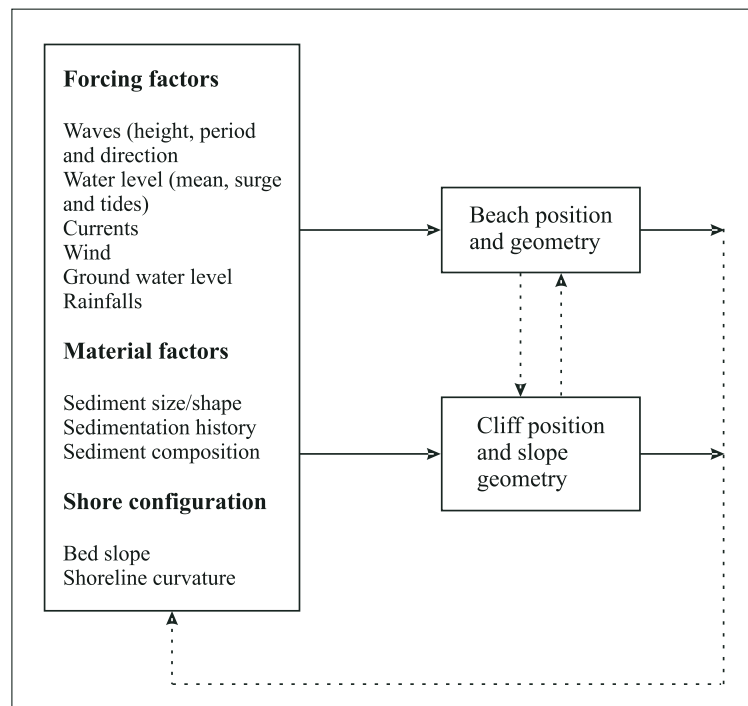 Forcing factors
Waves (height, period
and direction
Water level (mean, surge
and tides)
Currents
Wind
Ground water level
Rainfalls
Material factors
Sediment size/shape
Sedimentation history
Sediment composition
Shore configuration
Bed slope
Shoreline curvature
Beach position
and geometry
Cliff position
and slope
geometry